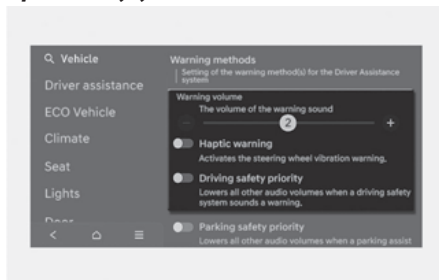 Vehicle
Driver assistance
ECO Vehicle
Climate
Seat
Lights
Warning methods
Setting of the warning method(s) for the Driver Assistance
system
Warning volume
The volume of the warning sound
− 2 +
Haptic warning
Activates the steering wheel vibration warning.
Driving safety priority
Lowers all other audio volumes when a driving safety
system sounds a warning.
Parking safety priority
Lowers all other audio volumes when a parking assist